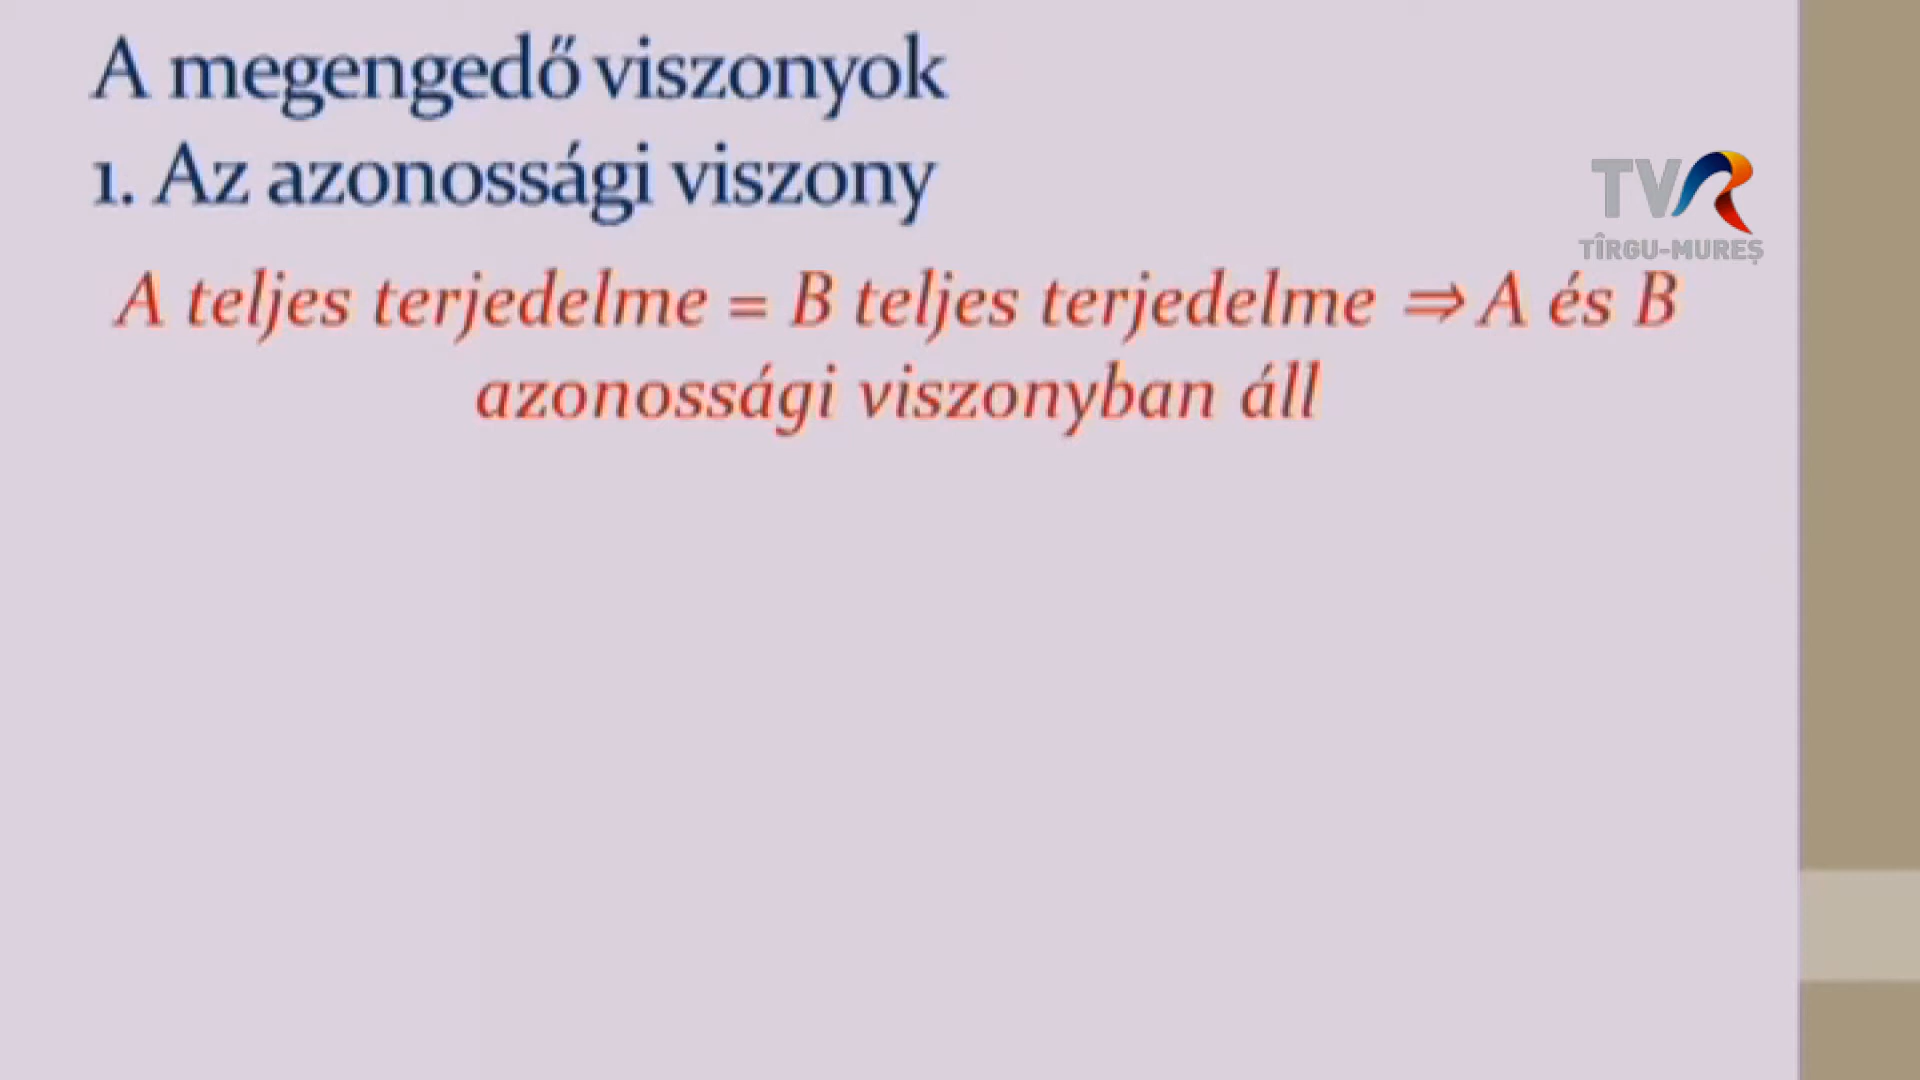 A megengedő viszonyok
1. Az azonossági viszony
TVR
TÎRGU-MUREȘ
A teljes terjedelme = B teljes terjedelme ⇒ A és B
azonossági viszonyban áll